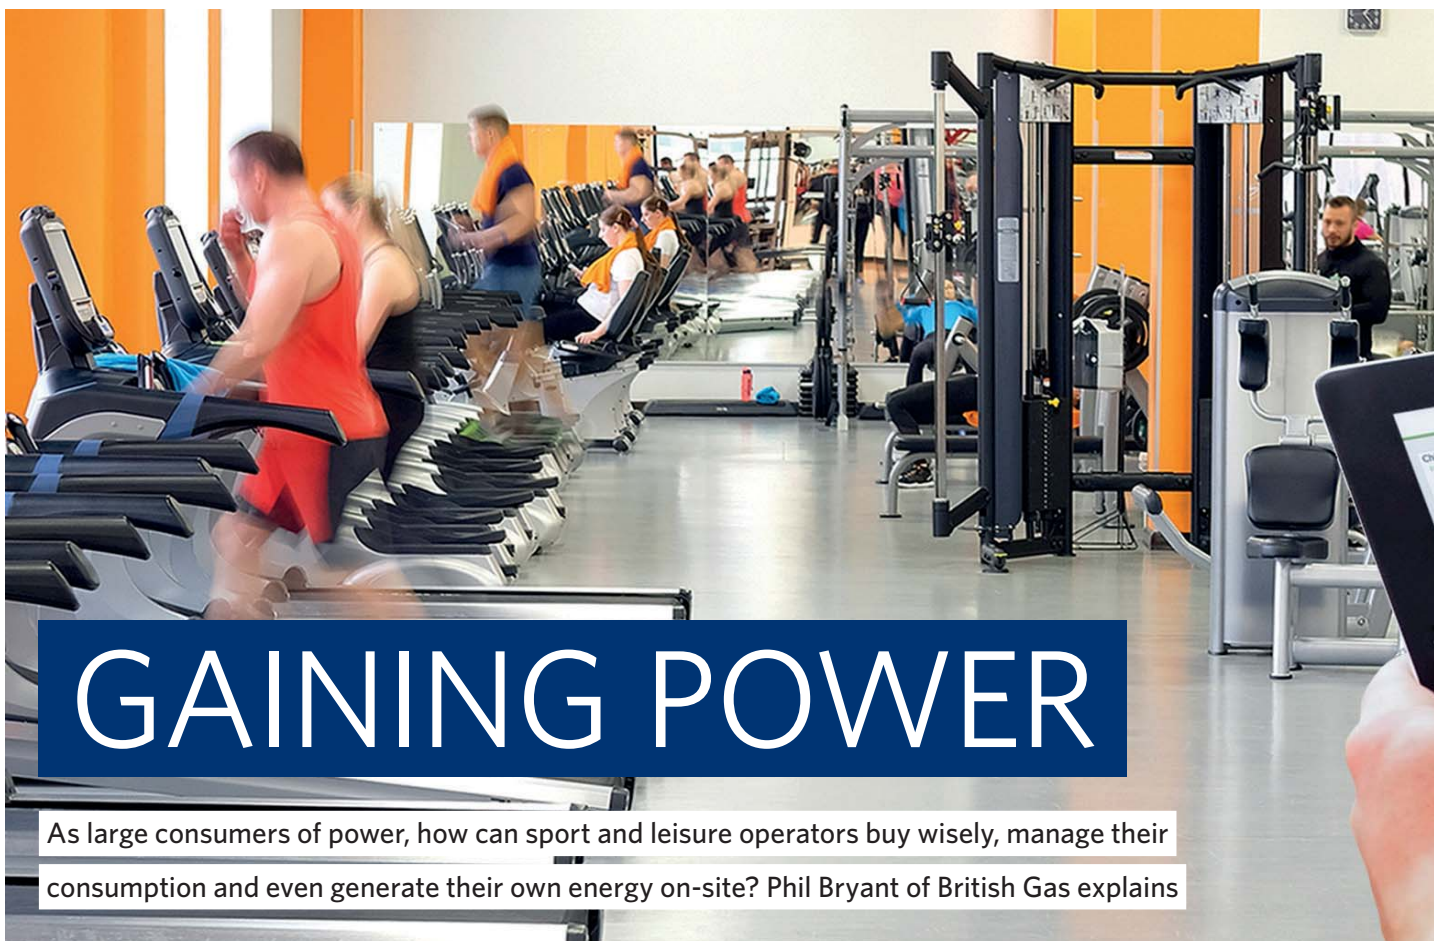 GAINING POWER
As large consumers of power, how can sport and leisure operators buy wisely, manage their
consumption and even generate their own energy on-site? Phil Bryant of British Gas explains